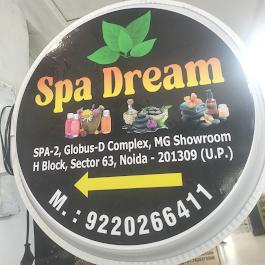 Spa Dream
SPA-2, Globus-D Complex, MG Showroom
H Block, Sector 63, Noida - 201309 (U.P.)
M. : 9220266411